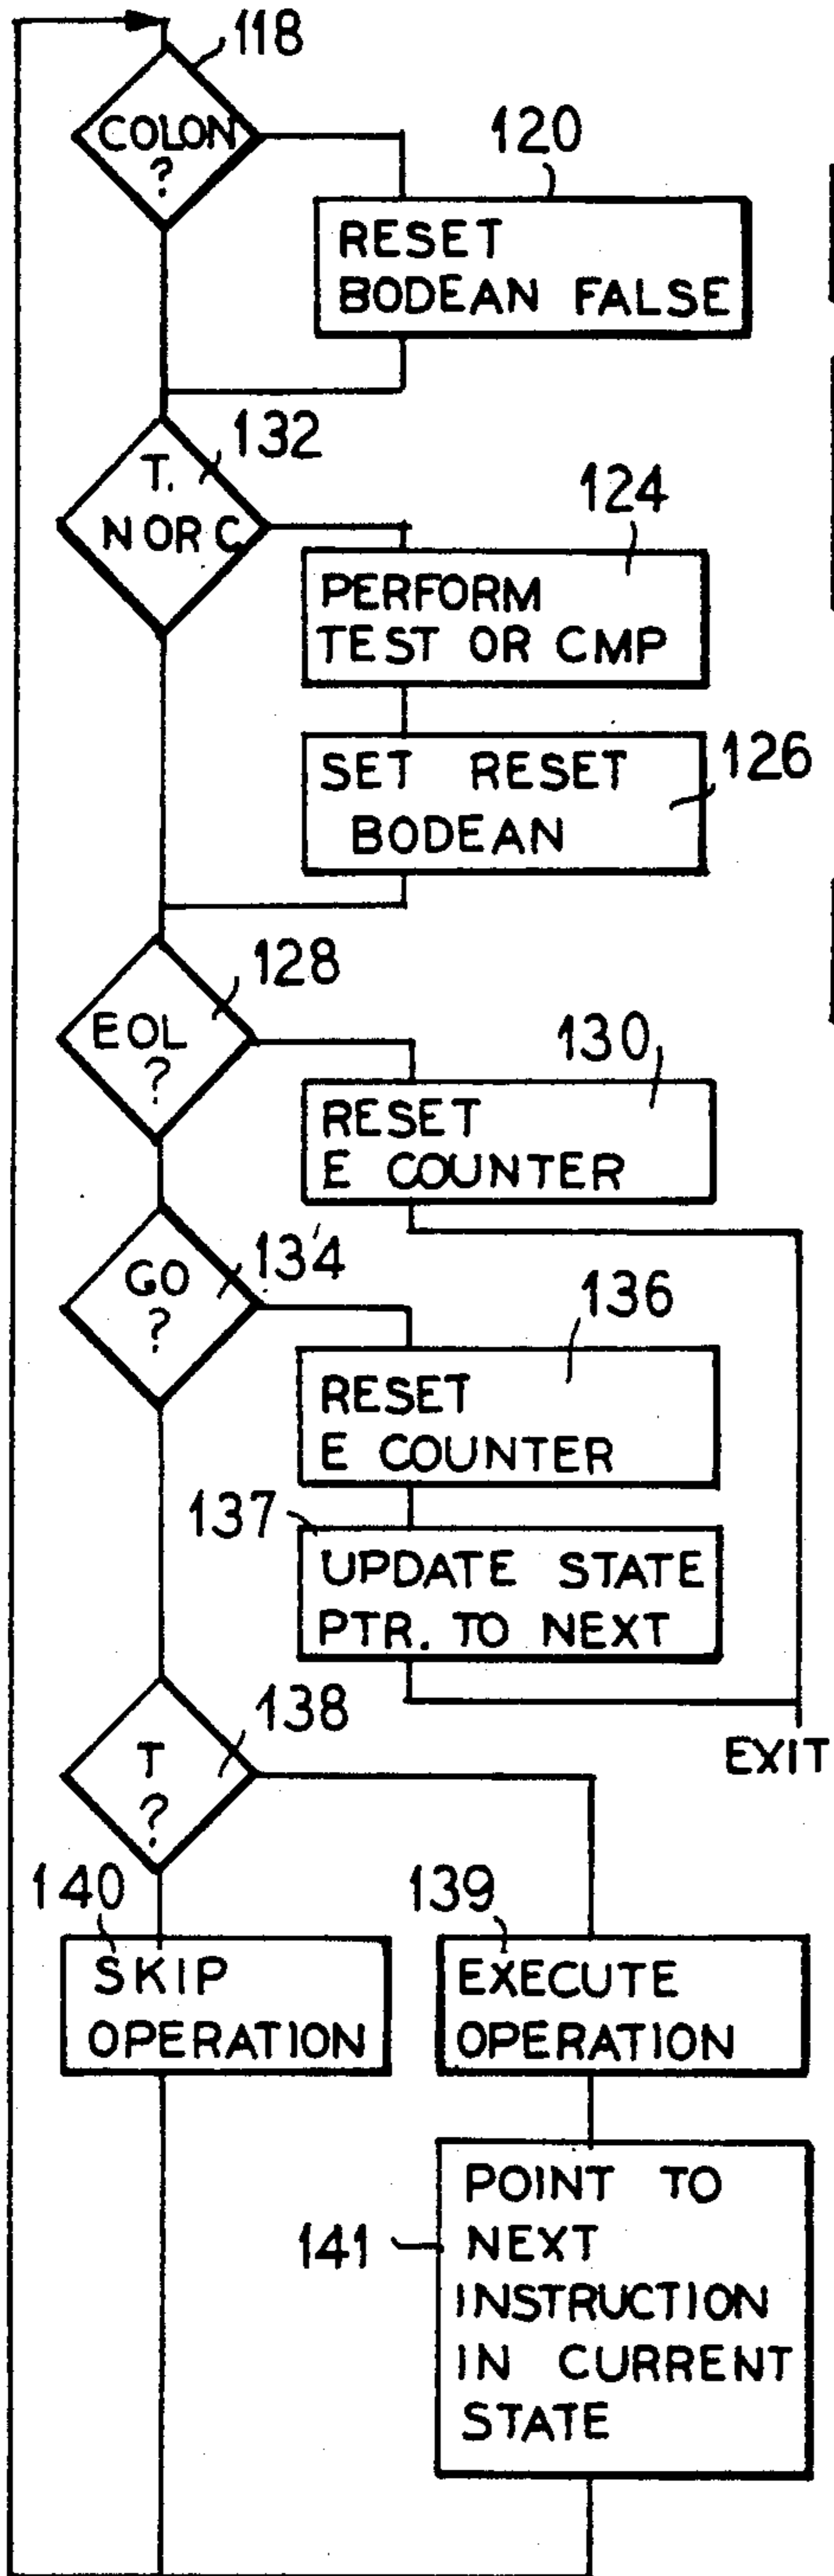 118
COLON
?
120
RESET
BODEAN FALSE
132
T.
N OR C
124
PERFORM
TEST OR CMP
SET RESET
BODEAN
126
128
EOL
?
130
RESET
E COUNTER
134
GO
?
136
RESET
E COUNTER
137
UPDATE STATE
PTR. TO NEXT
138
T
?
EXIT
140
SKIP
OPERATION
139
EXECUTE
OPERATION
141
POINT TO
NEXT
INSTRUCTION
IN CURRENT
STATE